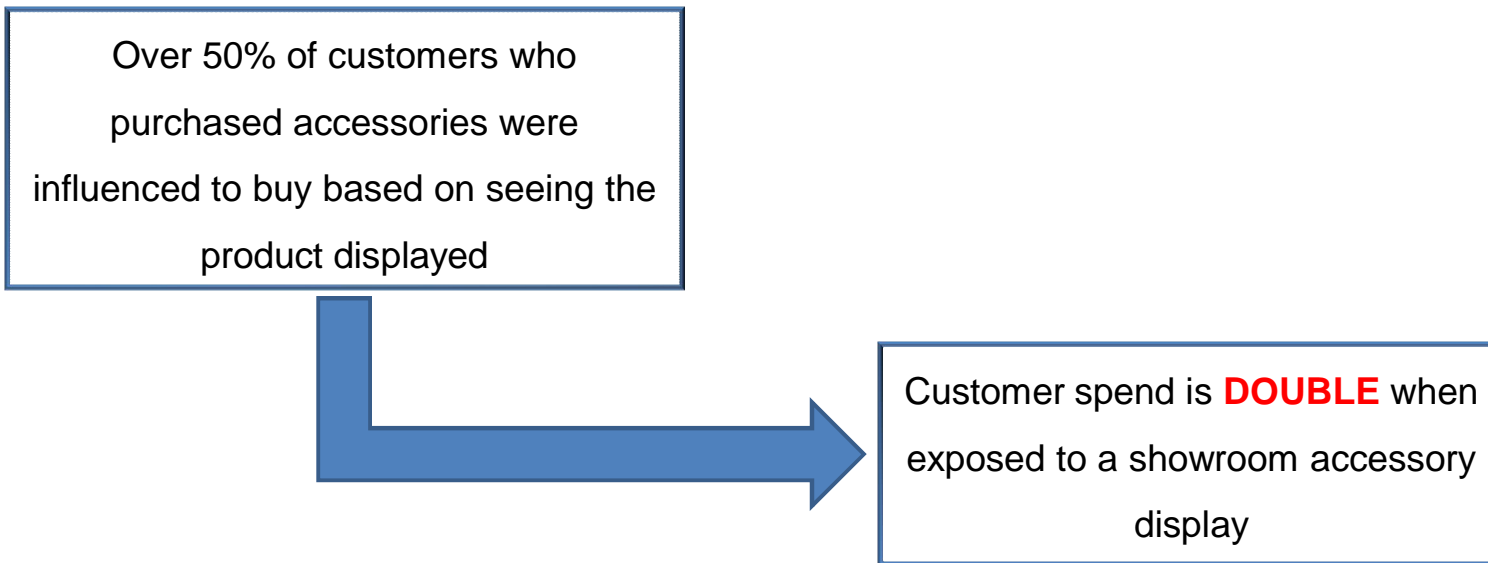 Over 50% of customers who
purchased accessories were
influenced to buy based on seeing the
product displayed
Customer spend is DOUBLE when
exposed to a showroom accessory
display